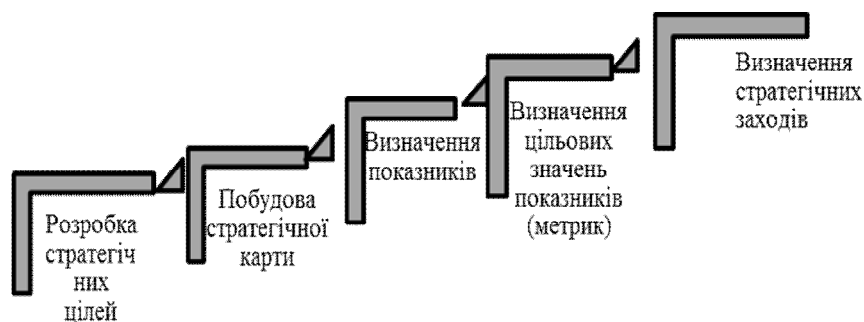 Розробка
стратегіч
них
цілей
Побудова
стратегічної
карти
Визначення
показників
Визначення
цільових
значень
показників
(метрик)
Визначення
стратегічних
заходів